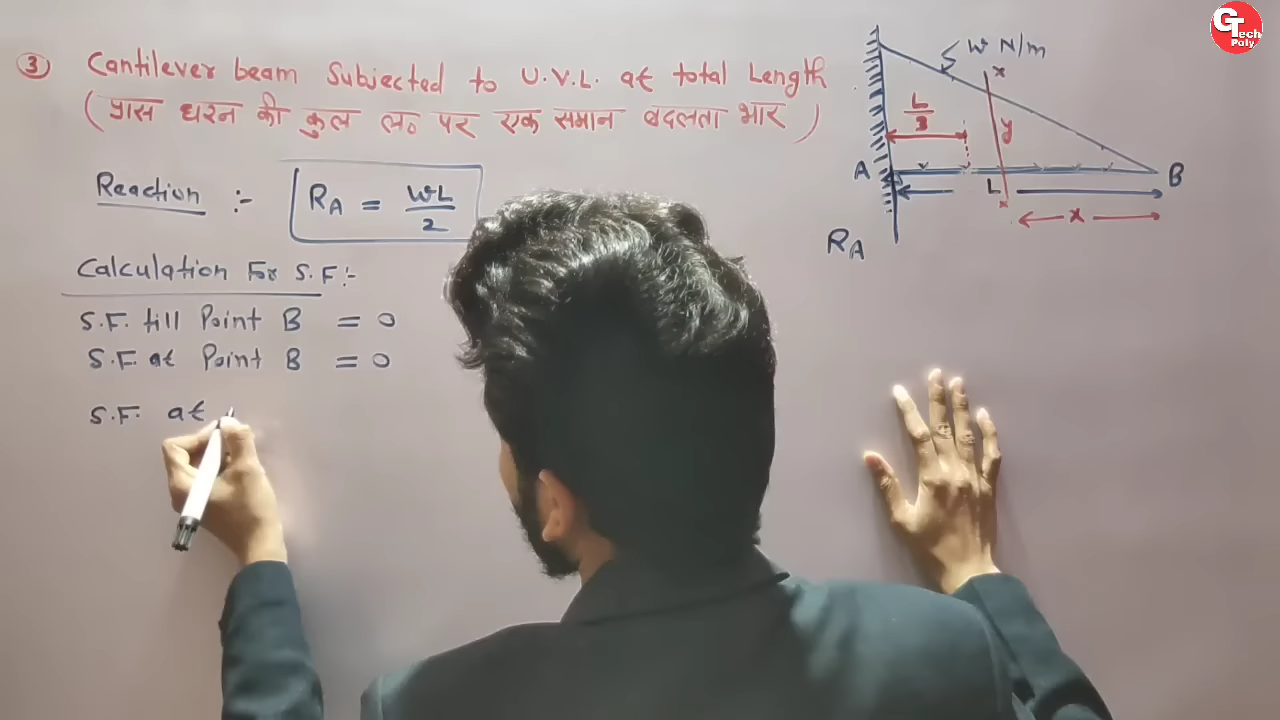 ③ Cantilever beam Subjected to U.V.L. at total Length
(प्रास धरन की कुल ल० पर एक समान बदलता भार)
Reaction :- R_A = wL/2
Calculation For S.F:-
S.F. till Point B = 0
S.F. at Point B = 0
S.F. at
w N/m
x
L/3
y
A
B
L
x
x
R_A
GTech
Poly